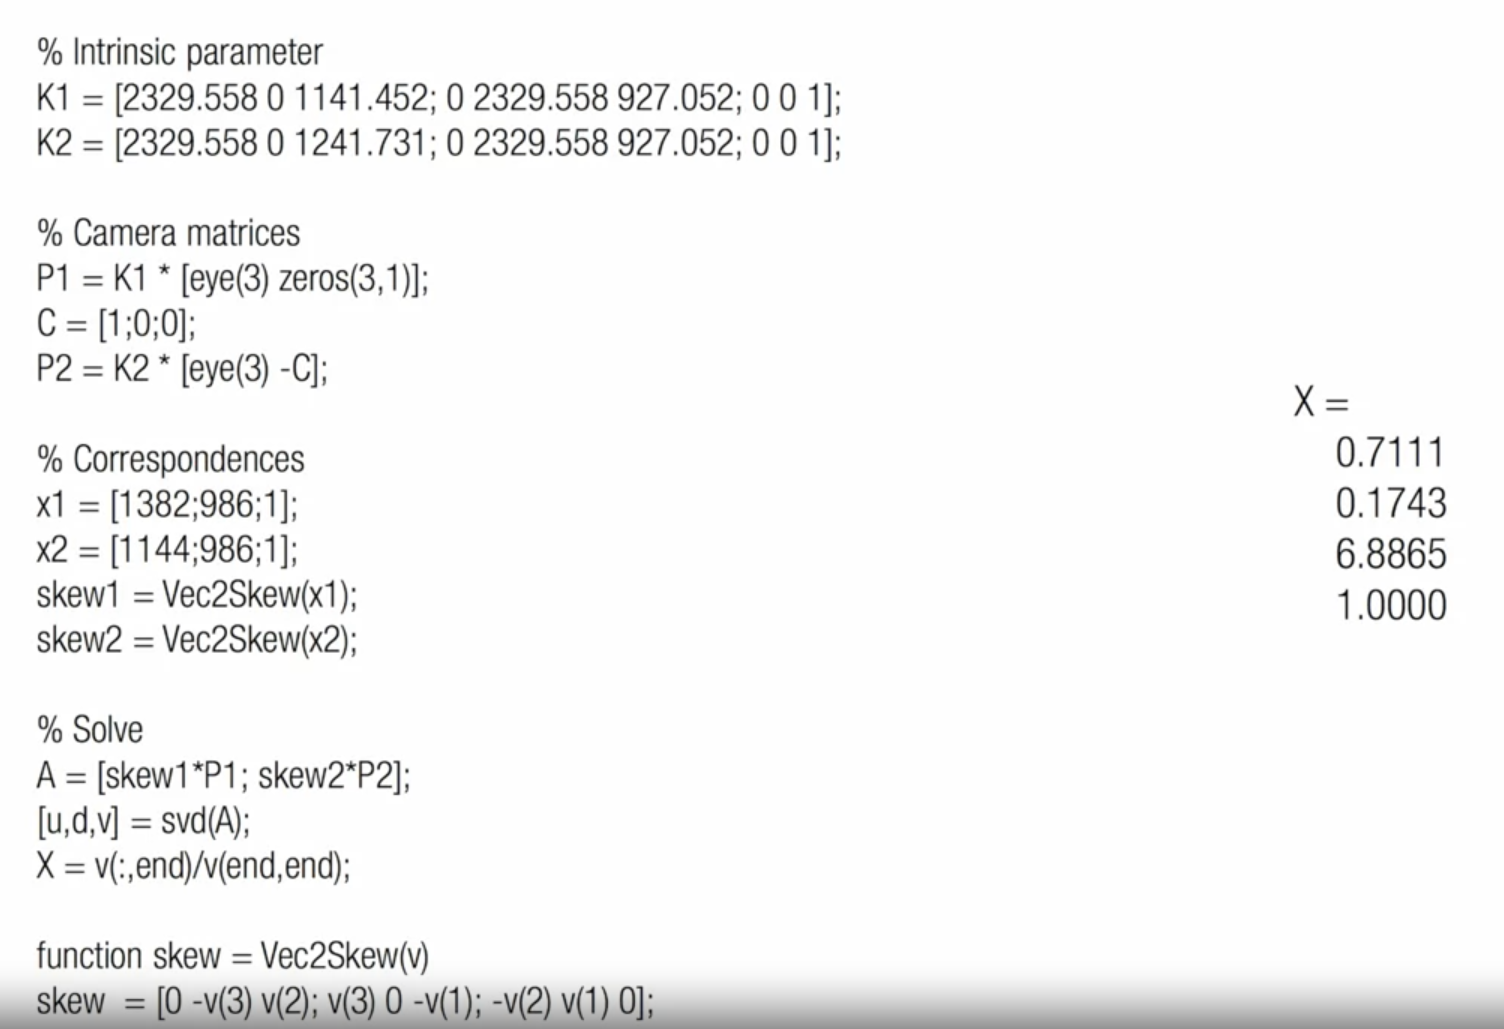 % Intrinsic parameter
K1 = [2329.558 0 1141.452; 0 2329.558 927.052; 0 0 1];
K2 = [2329.558 0 1241.731; 0 2329.558 927.052; 0 0 1];
% Camera matrices
P1 = K1 * [eye(3) zeros(3,1)];
C = [1;0;0];
P2 = K2 * [eye(3) -C];
% Correspondences
x1 = [1382;986;1];
x2 = [1144;986;1];
skew1 = Vec2Skew(x1);
skew2 = Vec2Skew(x2);
% Solve
A = [skew1*P1; skew2*P2];
[u,d,v] = svd(A);
X = v(:,end)/v(end,end);
function skew = Vec2Skew(v)
skew = [0 -v(3) v(2); v(3) 0 -v(1); -v(2) v(1) 0];
X =
0.7111
0.1743
6.8865
1.0000